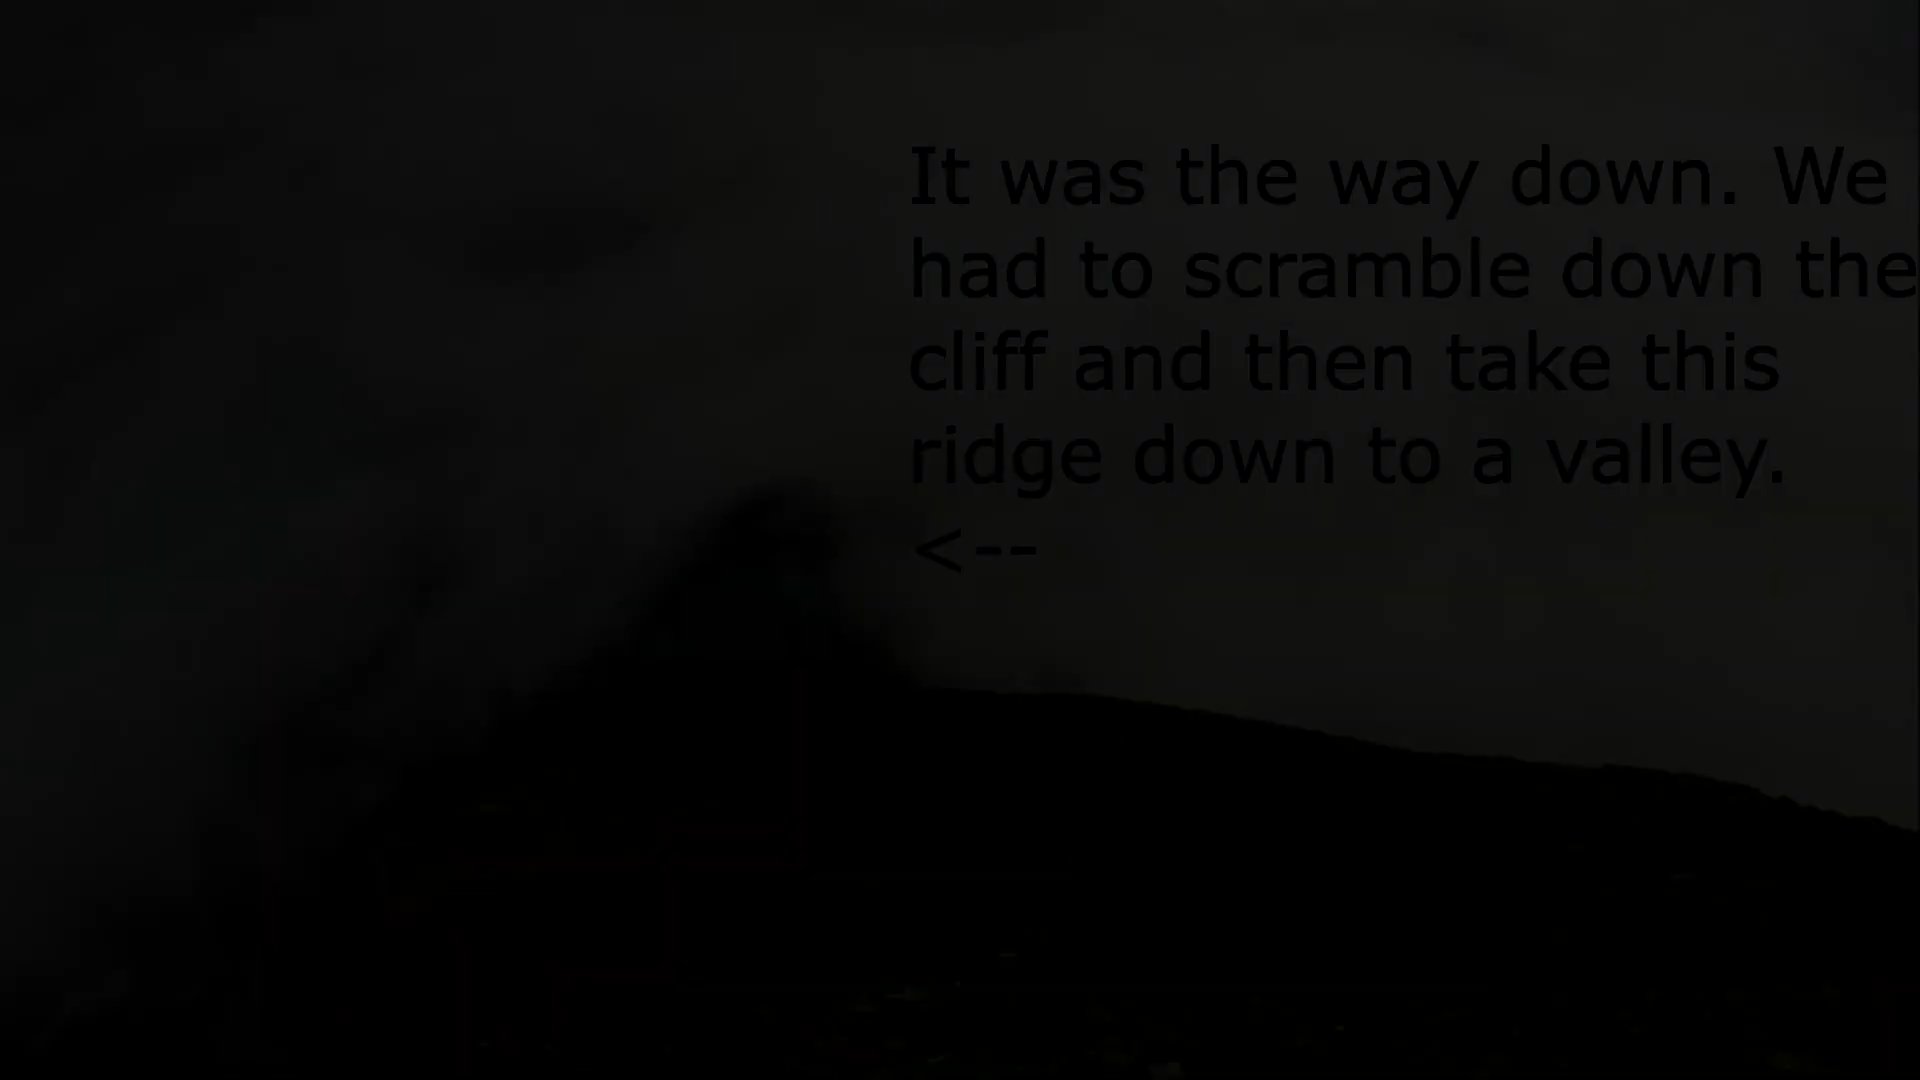 It was the way down. We
had to scramble down the
cliff and then take this
ridge down to a valley.
<--